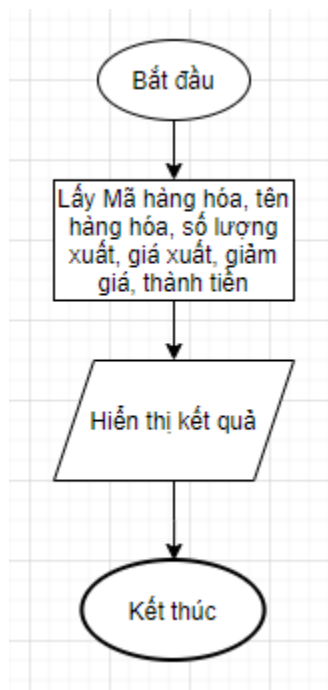 Bắt đầu
Lấy Mã hàng hóa, tên
hàng hóa, số lượng
xuất, giá xuất, giảm
giá, thành tiền
Hiển thị kết quả
Kết thúc